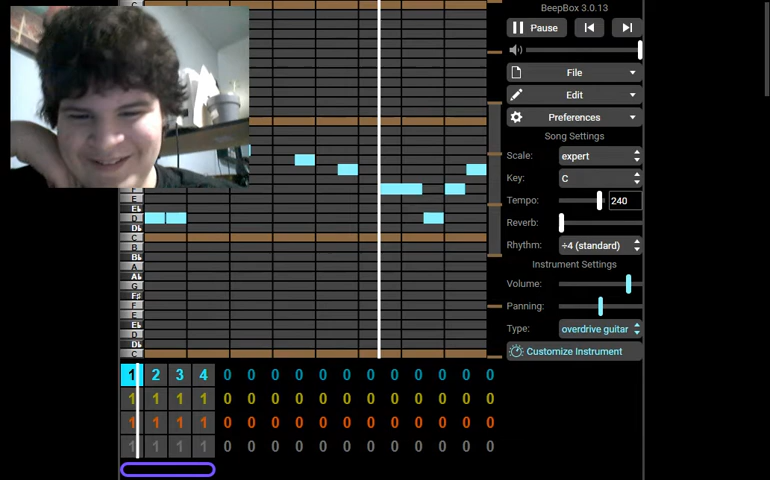 C
BeepBox 3.0.13
Pause
File
Edit
Preferences
Song Settings
Scale: expert
Key: C
Tempo: 240
Reverb:
Rhythm: ÷4 (standard)
Instrument Settings
Volume:
Panning:
Type: overdrive guitar
Customize Instrument
F
E
E♭
D
D♭
C
B
B♭
A
A♭
G
F♯
F
E
E♭
D
D♭
C
1 2 3 4 0 0 0 0 0 0 0 0 0 0 0 0
1 1 1 1 0 0 0 0 0 0 0 0 0 0 0 0
1 1 1 1 0 0 0 0 0 0 0 0 0 0 0 0
1 1 1 1 0 0 0 0 0 0 0 0 0 0 0 0